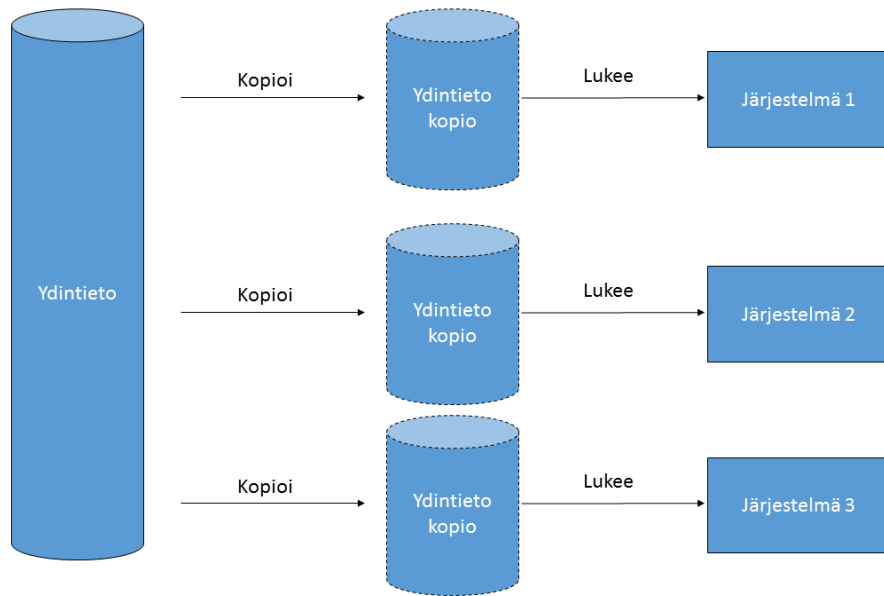 Kopioi
Ydintieto
kopio
Lukee
Järjestelmä 1
Ydintieto
Kopioi
Ydintieto
kopio
Lukee
Järjestelmä 2
Kopioi
Ydintieto
kopio
Lukee
Järjestelmä 3